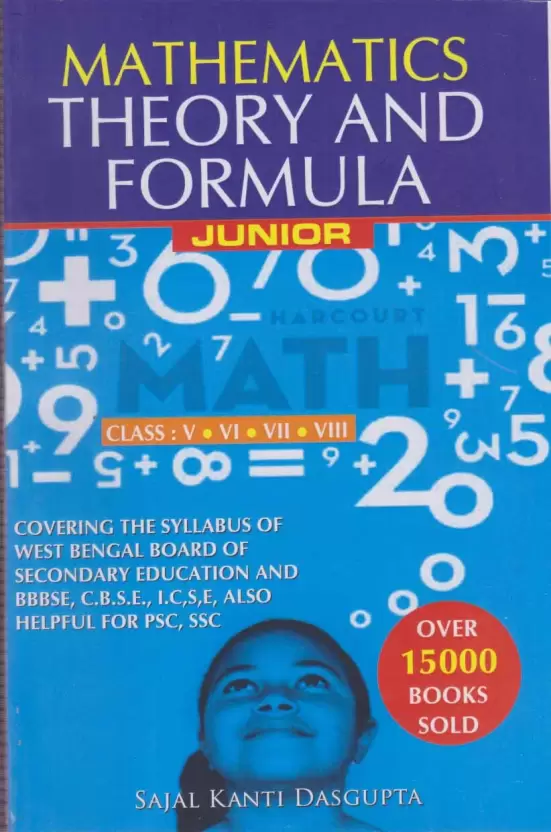 MATHEMATICS
THEORY AND
FORMULA
JUNIOR
HARCOURT
MATH
CLASS : V • VI • VII • VIII
COVERING THE SYLLABUS OF
WEST BENGAL BOARD OF
SECONDARY EDUCATION AND
BBBSE, C.B.S.E., I.C,S,E, ALSO
HELPFUL FOR PSC, SSC
OVER
15000
BOOKS
SOLD
SAJAL KANTI DASGUPTA